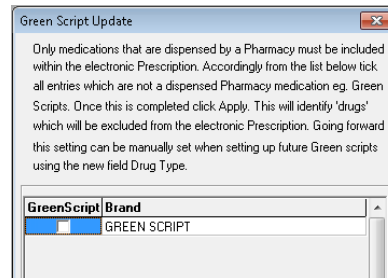 Green Script Update
Only medications that are dispensed by a Pharmacy must be included
within the electronic Prescription. Accordingly from the list below tick
all entries which are not a dispensed Pharmacy medication eg. Green
Scripts. Once this is completed click Apply. This will identify 'drugs'
which will be excluded from the electronic Prescription. Going forward
this setting can be manually set when setting up future Green scripts
using the new field Drug Type.
GreenScript Brand
GREEN SCRIPT